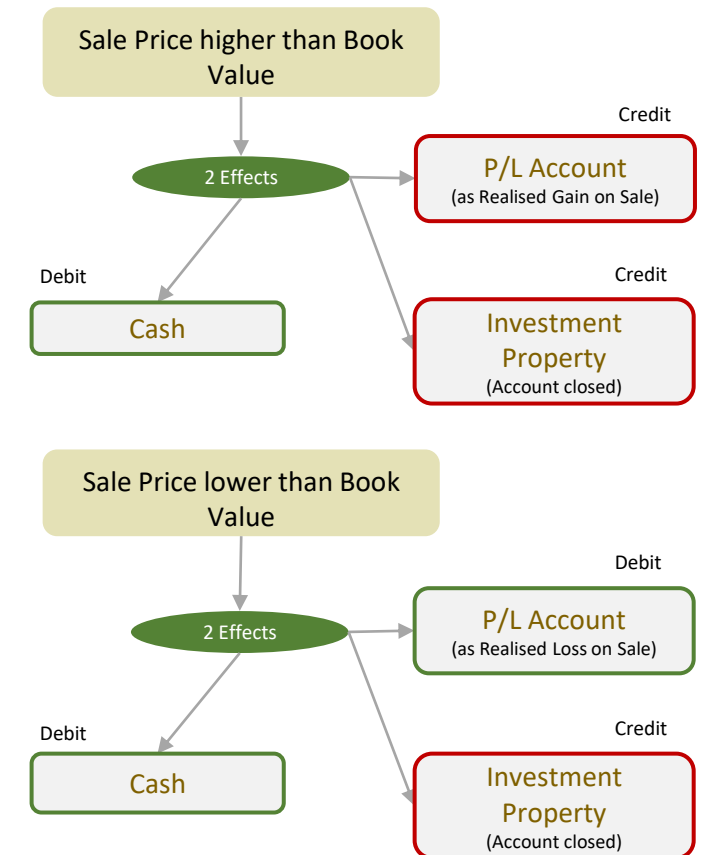 Sale Price higher than Book
Value
Credit
2 Effects
P/L Account
(as Realised Gain on Sale)
Debit
Credit
Cash
Investment
Property
(Account closed)
Sale Price lower than Book
Value
Debit
2 Effects
P/L Account
(as Realised Loss on Sale)
Debit
Credit
Cash
Investment
Property
(Account closed)